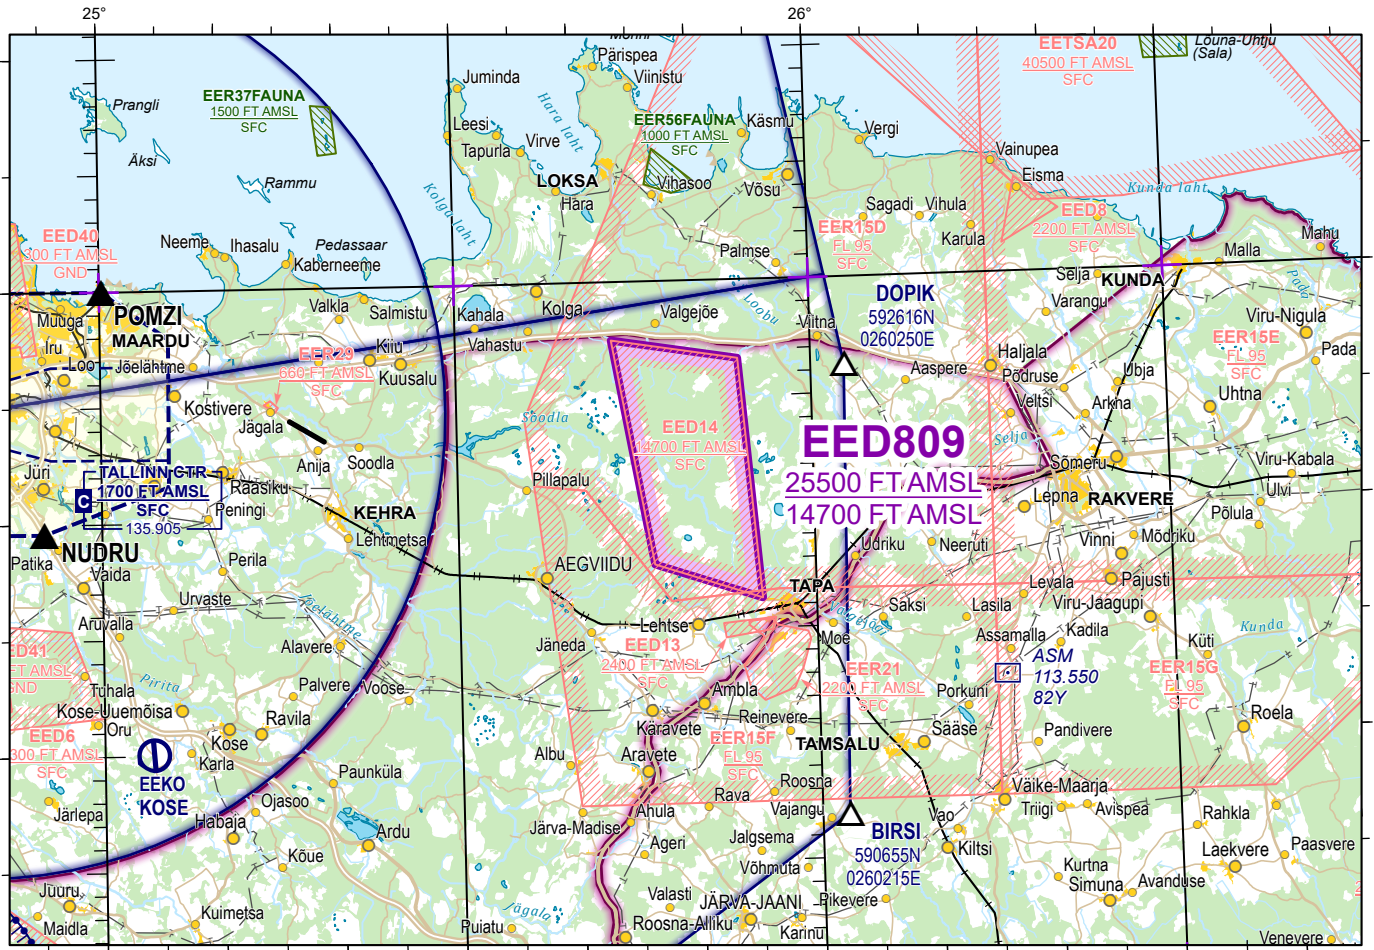 25°
26°
Pärispea
Viinistu
Juminda
Prangli
Äksi
EER37FAUNA
1500 FT AMSL
SFC
Leesi
Tapurla
Virve
Hara laht
EER56FAUNA
1000 FT AMSL
SFC
Käsmu
Vergi
EETSA20
40500 FT AMSL
SFC
Louna-Uhtju
(Sala)
Vainupea
Eisma
Rammu
LOKSA
Hara
Vihasoo
Võsu
Kolga laht
Kunda laht
Sagadi
Vihula
EER15D
FL 95
SFC
Karula
EED8
2200 FT AMSL
SFC
EED40
300 FT AMSL
GND
Neeme
Ihasalu
Pedassaar
Kaberneeme
Palmse
Malla
Mahu
Selja
KUNDA
Pada
POMZI
MAARDU
Muuga
Iru
Loo
Jõelähtme
Valkla
Salmistu
Kahala
Kolga
Valgejõe
Loobu
Viitna
DOPIK
592616N
0260250E
Varangu
Viru-Nigula
EER15E
FL 95
SFC
Pada
Vahastu
EER29
660 FT AMSL
SFC
Kiiu
Kuusalu
Haljala
Põdruse
Aaspere
Ubja
Uhtna
Kostivere
Jägala
Veltsi
Arkna
Soodla
EED14
14700 FT AMSL
SFC
EED809
25500 FT AMSL
14700 FT AMSL
Selja
Sõmeru
Viru-Kabala
Anija
Soodla
Jüri
TALLINN CTR
1700 FT AMSL
SFC
135.905
C
Raasiku
Peningi
Pillapalu
Lepna
RAKVERE
Ulvi
Põlula
KEHRA
Lehtmetsa
NUDRU
Patika
Vaida
Perila
AEGVIIDU
Udriku
Neeruti
Vinni
Mõdriku
Pajusti
TAPA
Levala
Urvaste
Jõelähtme
Valgejõgi
Saksi
Lasila
Viru-Jaagupi
Aruvalla
Lehtse
Moe
Assamalla
Kadila
Küti
Kunda
Alavere
Jäneda
EED13
2400 FT AMSL
SFC
ASM
113.550
82Y
EER15G
FL 95
SFC
EER21
2200 FT AMSL
SFC
Tuhala
Pirita
Palvere
Voose
Ambla
Porkuni
Kose-Uuemõisa
Oru
Ravila
Reinevere
Karavete
Roela
EED6
300 FT AMSL
SFC
Kose
Karla
EER15F
FL 95
SFC
TAMSALU
Sääse
Pandivere
EEKO
KOSE
Albu
Aravete
Paunküla
Roosna
Väike-Maarja
Järlepa
Ojasoo
Habaja
Ardu
Rava
Vajangu
Triigi
Avispea
Ahula
Järva-Madise
Vao
Rahkla
BIRSI
590655N
0260215E
Jalgsema
Ageri
Kiltsi
Laekvere
Paasvere
Kõue
Võhmuta
Kurtna
Simuna
Avanduse
Juuru
Maidla
Kuimetsa
Jägala
Valasti
JÄRVA-JAANI
Pikevere
Puiatu
Roosna-Alliku
Karinu
Venevere